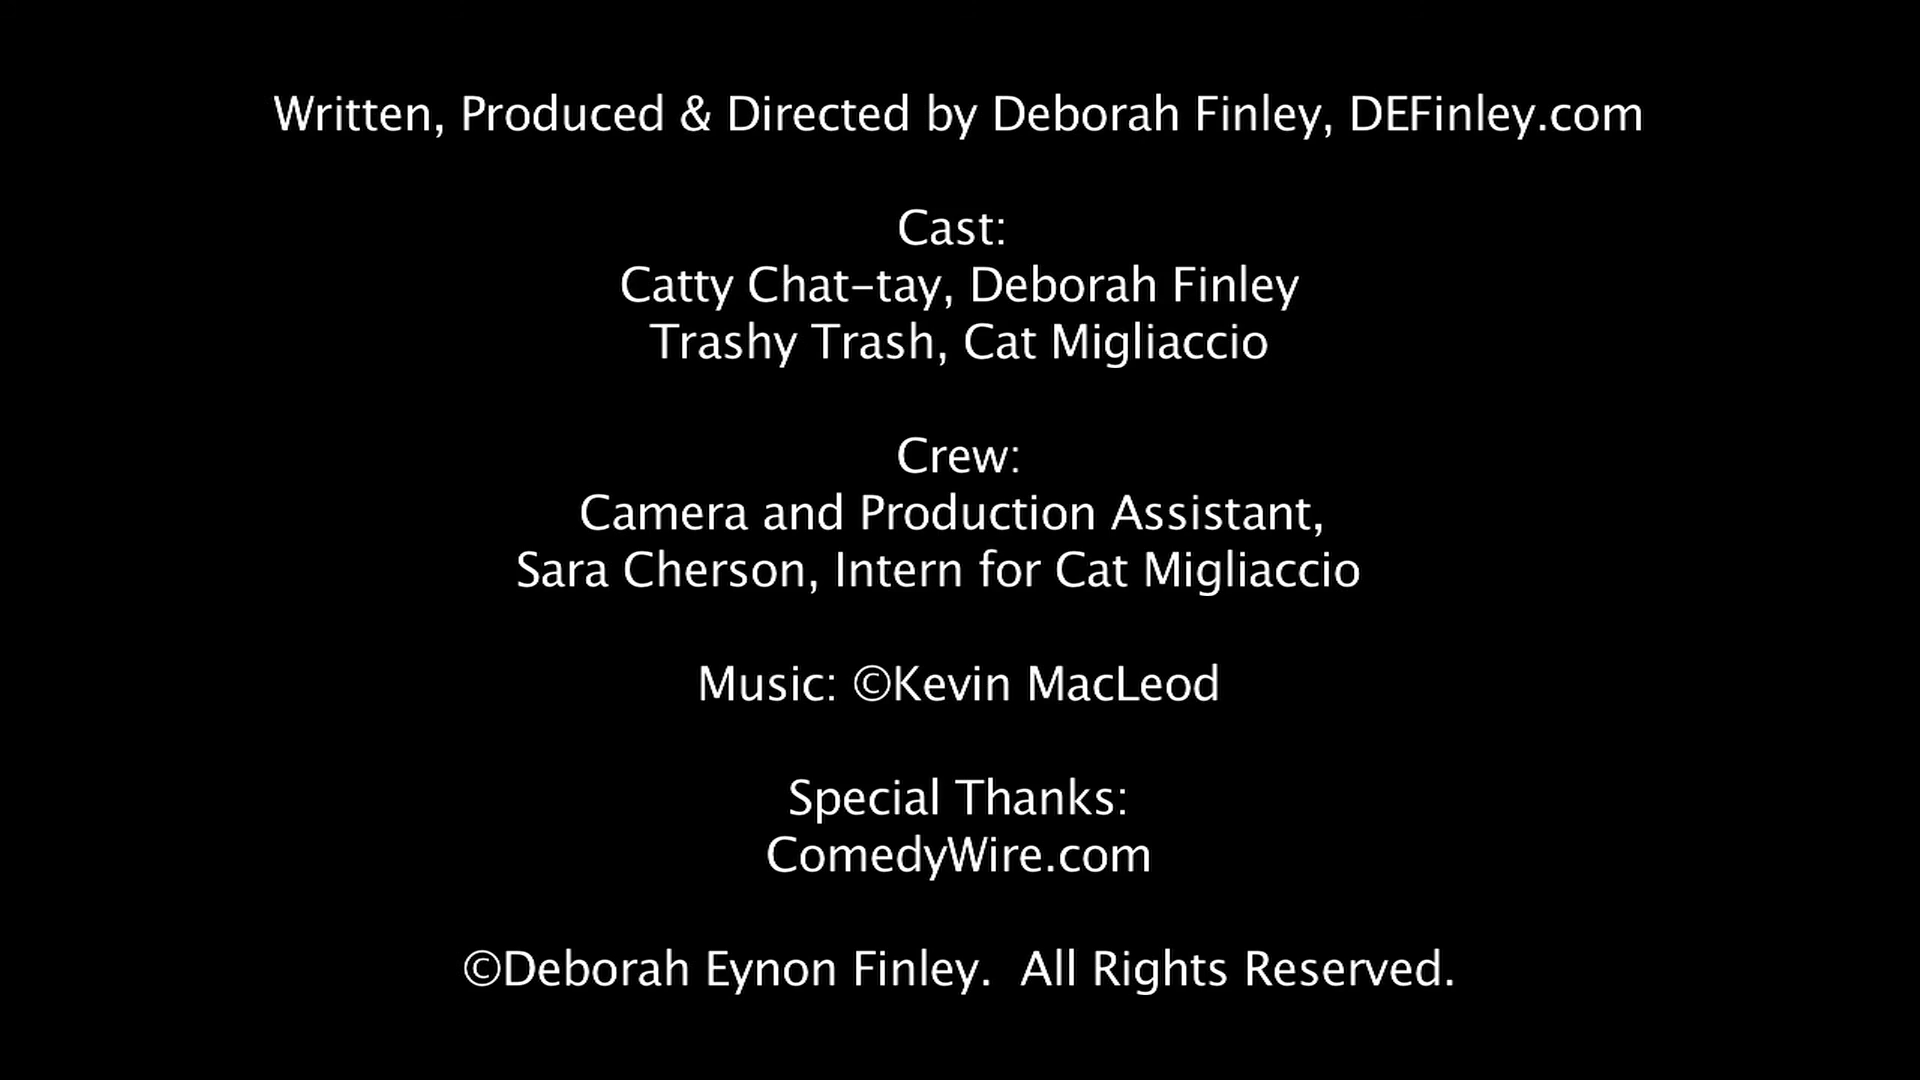 Written, Produced & Directed by Deborah Finley, DEFinley.com
Cast:
Catty Chat-tay, Deborah Finley
Trashy Trash, Cat Migliaccio
Crew:
Camera and Production Assistant,
Sara Cherson, Intern for Cat Migliaccio
Music: ©Kevin MacLeod
Special Thanks:
ComedyWire.com
©Deborah Eynon Finley.  All Rights Reserved.